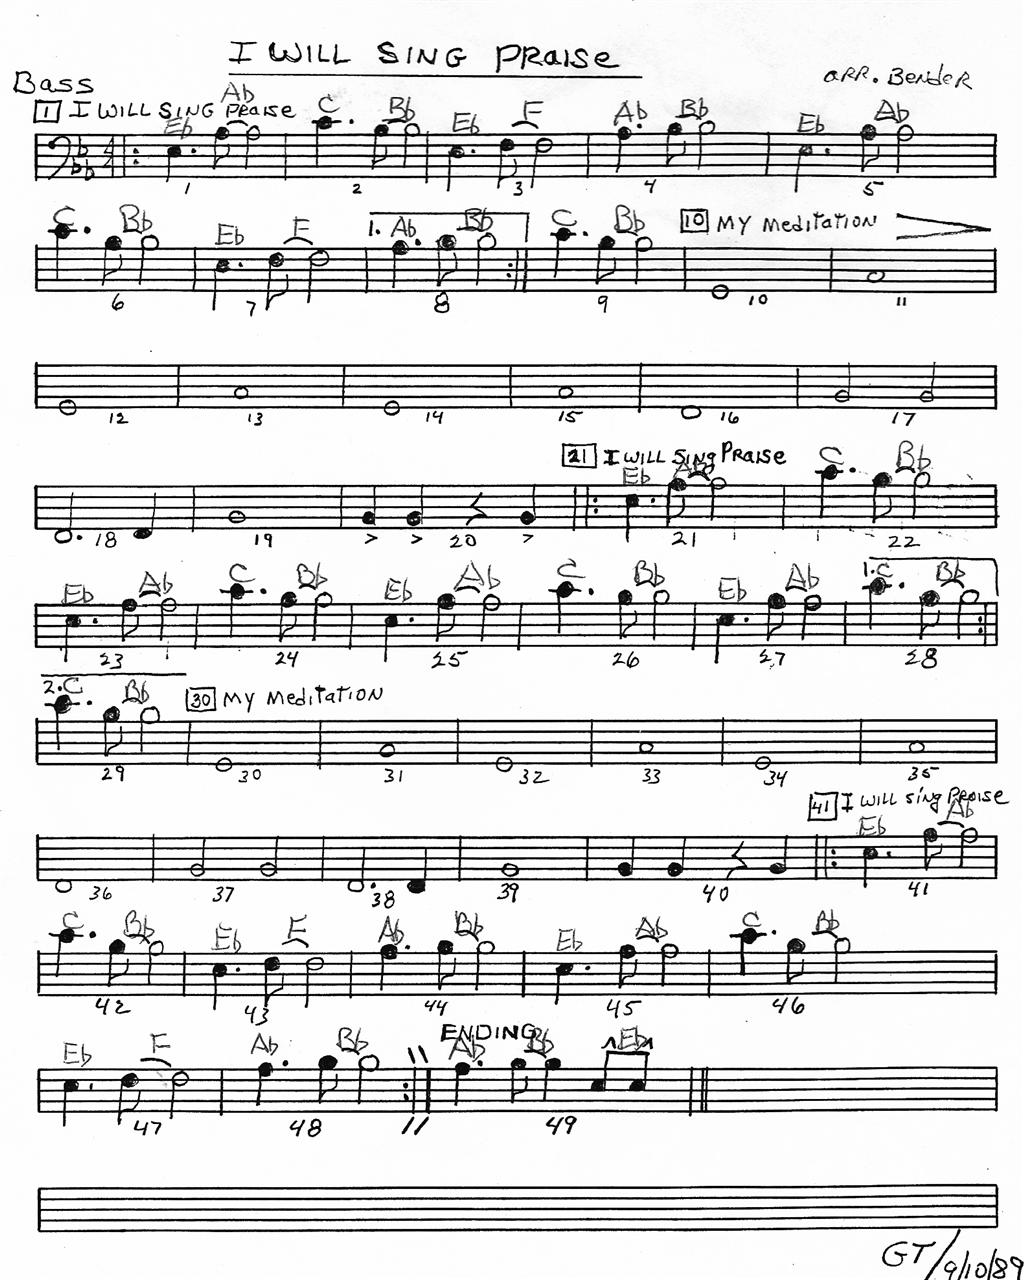 I WILL SING PRAISE
Bass
arr. Bender
1 I WILL SING PRAISE
Eb Ab C Bb Eb F Ab Bb Eb Ab
4/4
1 2 3 4 5
C Bb Eb F 1. Ab Bb C Bb 10 My Meditation
6 7 8 9 10 11
12 13 14 15 16 17
21 I WILL SING PRAISE
Eb Ab C Bb
18 19 20 21 22
Eb Ab C Bb Eb Ab C Bb Eb Ab 1. C Bb
23 24 25 26 27 28
2. C Bb 30 My Meditation
29 30 31 32 33 34 35
41 I WILL SING PRAISE
Eb Ab
36 37 38 39 40 41
C Bb Eb F Ab Bb Eb Ab C Bb
42 43 44 45 46
Eb F Ab Bb ENDING Ab Bb Eb
47 48 49
GT/9/10/89